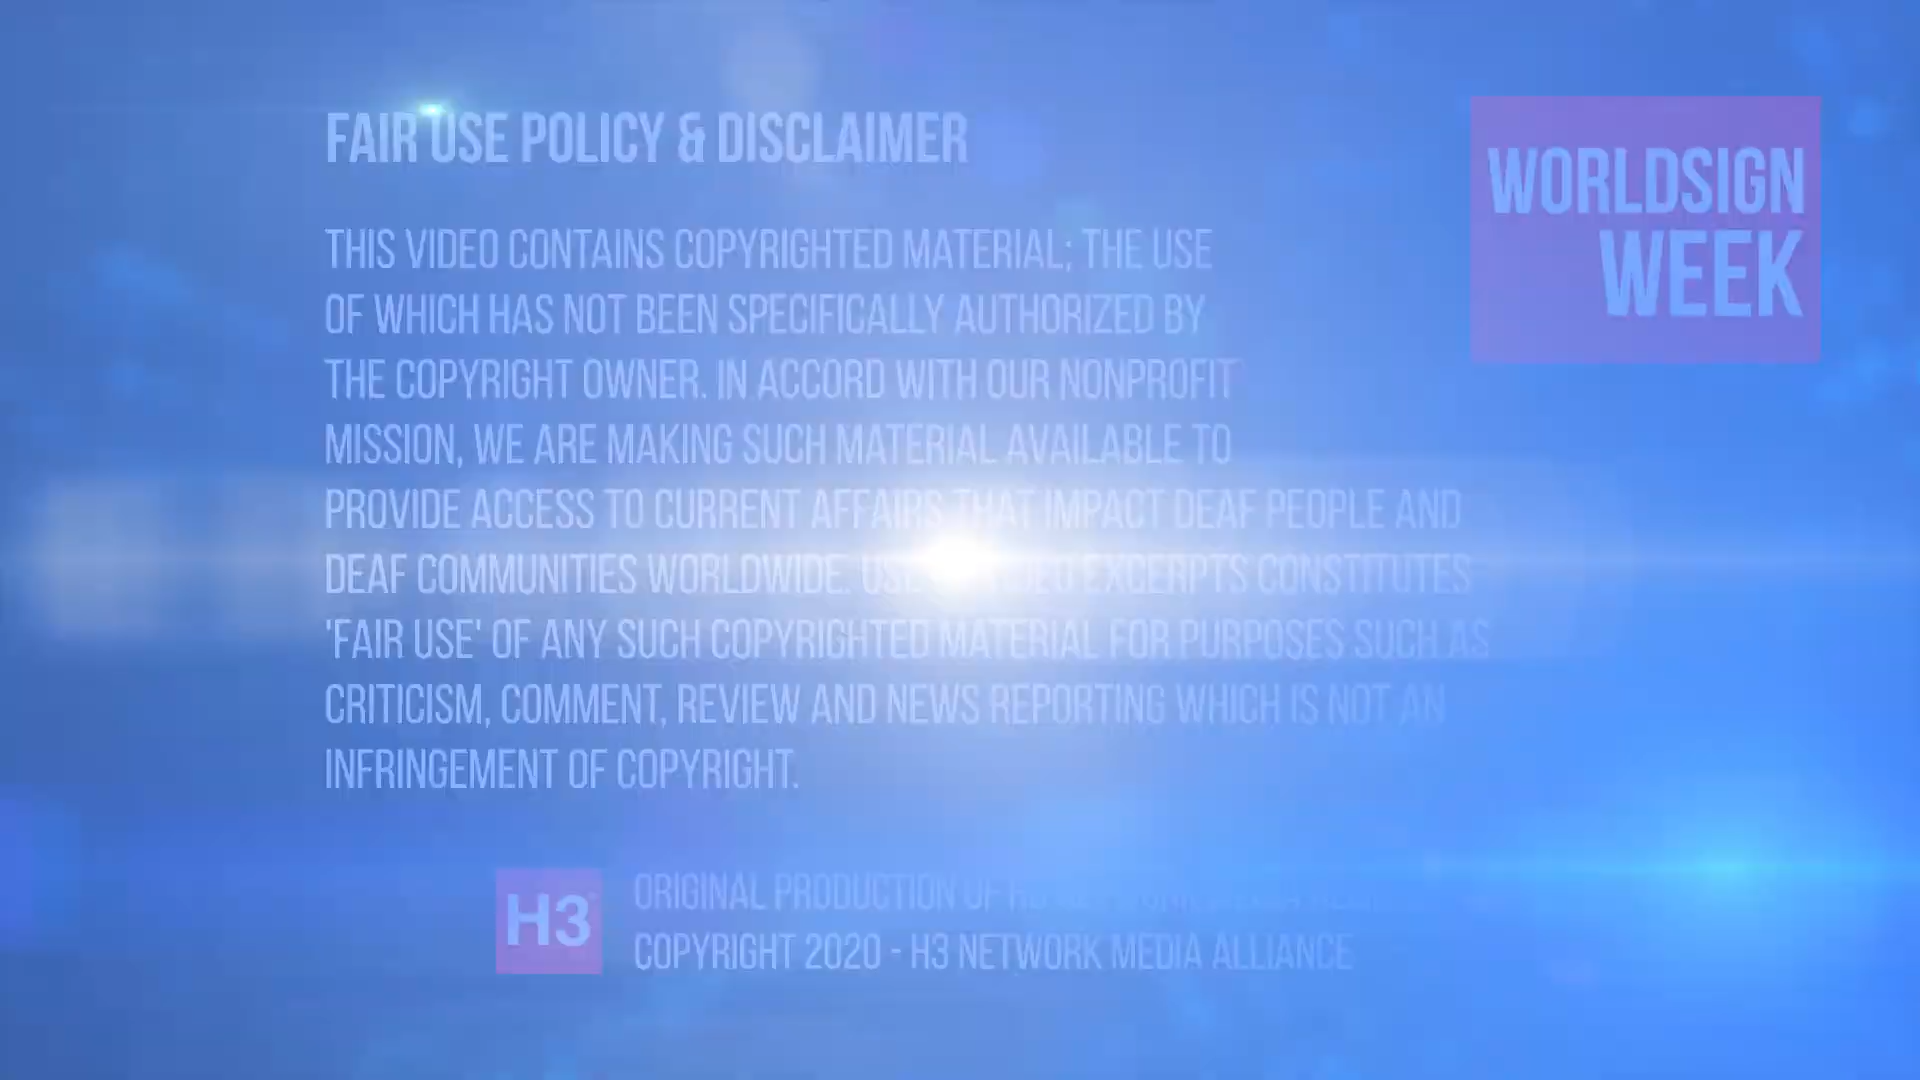 FAIR USE POLICY & DISCLAIMER
WORLDSIGN
WEEK
THIS VIDEO CONTAINS COPYRIGHTED MATERIAL; THE USE
OF WHICH HAS NOT BEEN SPECIFICALLY AUTHORIZED BY
THE COPYRIGHT OWNER. IN ACCORD WITH OUR NONPROFIT
MISSION, WE ARE MAKING SUCH MATERIAL AVAILABLE TO
PROVIDE ACCESS TO CURRENT AFFAIRS THAT IMPACT DEAF PEOPLE AND
DEAF COMMUNITIES WORLDWIDE. USE EXCERPTS CONSTITUTES
'FAIR USE' OF ANY SUCH COPYRIGHTED MATERIAL FOR PURPOSES SUCH AS
CRITICISM, COMMENT, REVIEW AND NEWS REPORTING WHICH IS NOT AN
INFRINGEMENT OF COPYRIGHT.
H3
ORIGINAL PRODUCTION OF
COPYRIGHT 2020 - H3 NETWORK MEDIA ALLIANCE